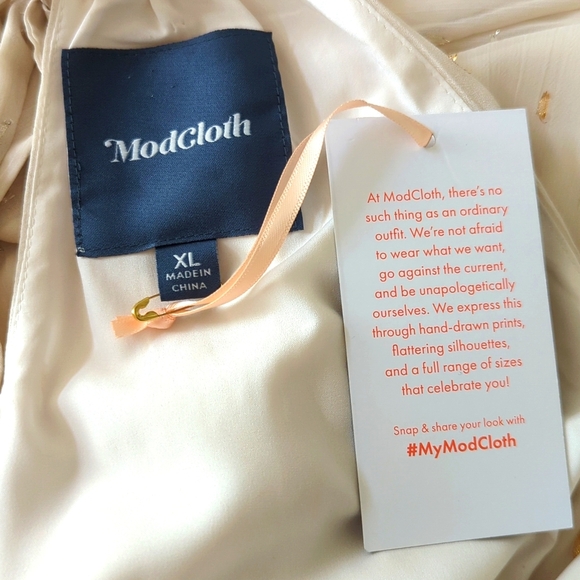 ModCloth
XL
MADE IN
CHINA
At ModCloth, there's no
such thing as an ordinary
outfit. We're not afraid
to wear what we want,
go against the current,
and be unapologetically
ourselves. We express this
through hand-drawn prints,
flattering silhouettes,
and a full range of sizes
that celebrate you!
Snap & share your look with
#MyModCloth